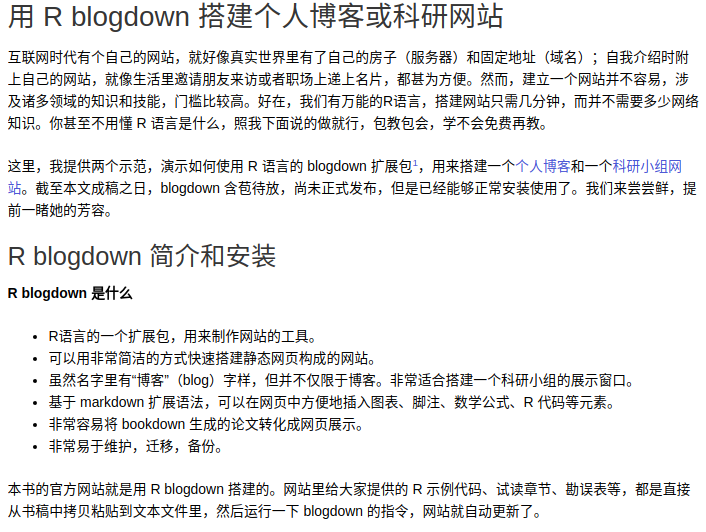 用 R blogdown 搭建个人博客或科研网站
互联网时代有个自己的网站，就好像真实世界里有了自己的房子（服务器）和固定地址（域名）；自我介绍时附
上自己的网站，就像生活里邀请朋友来访或者职场上递上名片，都甚为方便。然而，建立一个网站并不容易，涉
及诸多领域的知识和技能，门槛比较高。好在，我们有万能的R语言，搭建网站只需几分钟，而并不需要多少网络
知识。你甚至不用懂 R 语言是什么，照我下面说的做就行，包教包会，学不会免费再教。
这里，我提供两个示范，演示如何使用 R 语言的 blogdown 扩展包1，用来搭建一个个人博客和一个科研小组网
站。截至本文成稿之日，blogdown 含苞待放，尚未正式发布，但是已经能够正常安装使用了。我们来尝尝鲜，提
前一睹她的芳容。
R blogdown 简介和安装
R blogdown 是什么
• R语言的一个扩展包，用来制作网站的工具。
• 可以用非常简洁的方式快速搭建静态网页构成的网站。
• 虽然名字里有“博客”（blog）字样，但并不仅限于博客。非常适合搭建一个科研小组的展示窗口。
• 基于 markdown 扩展语法，可以在网页中方便地插入图表、脚注、数学公式、R 代码等元素。
• 非常容易将 bookdown 生成的论文转化成网页展示。
• 非常易于维护，迁移，备份。
本书的官方网站就是用 R blogdown 搭建的。网站里给大家提供的 R 示例代码、试读章节、勘误表等，都是直接
从书稿中拷贝粘贴到文本文件里，然后运行一下 blogdown 的指令，网站就自动更新了。